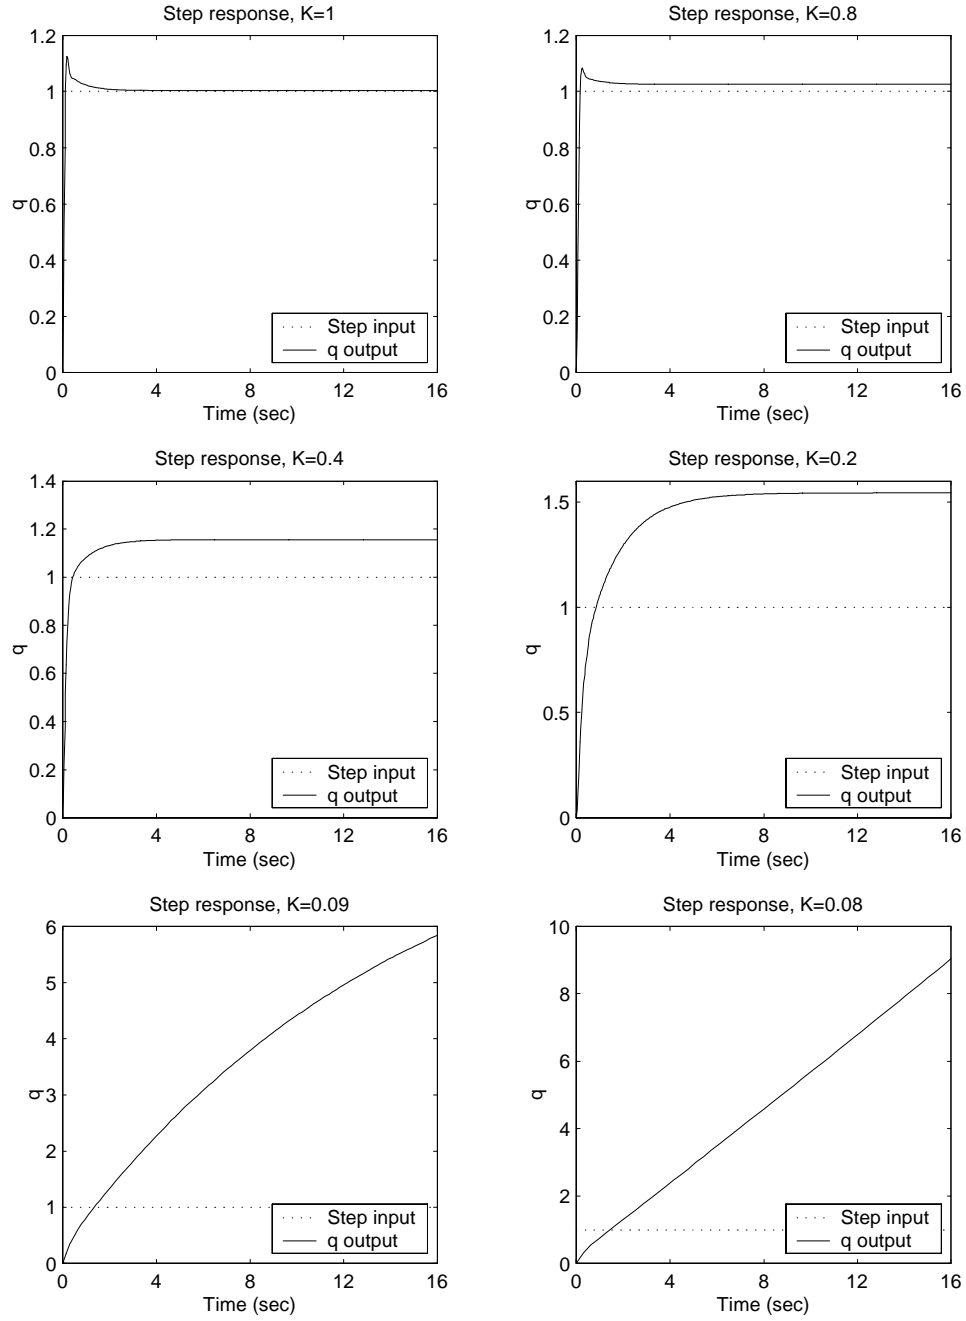 Step response, K=1
1.2
1
0.8
0.6
0.4
0.2
0
q
0 4 8 12 16
Time (sec)
Step input
q output
Step response, K=0.8
1.2
1
0.8
0.6
0.4
0.2
0
q
0 4 8 12 16
Time (sec)
Step input
q output
Step response, K=0.4
1.4
1.2
1
0.8
0.6
0.4
0.2
0
q
0 4 8 12 16
Time (sec)
Step input
q output
Step response, K=0.2
1.5
1
0.5
0
q
0 4 8 12 16
Time (sec)
Step input
q output
Step response, K=0.09
6
5
4
3
2
1
0
q
0 4 8 12 16
Time (sec)
Step input
q output
Step response, K=0.08
10
8
6
4
2
0
q
0 4 8 12 16
Time (sec)
Step input
q output